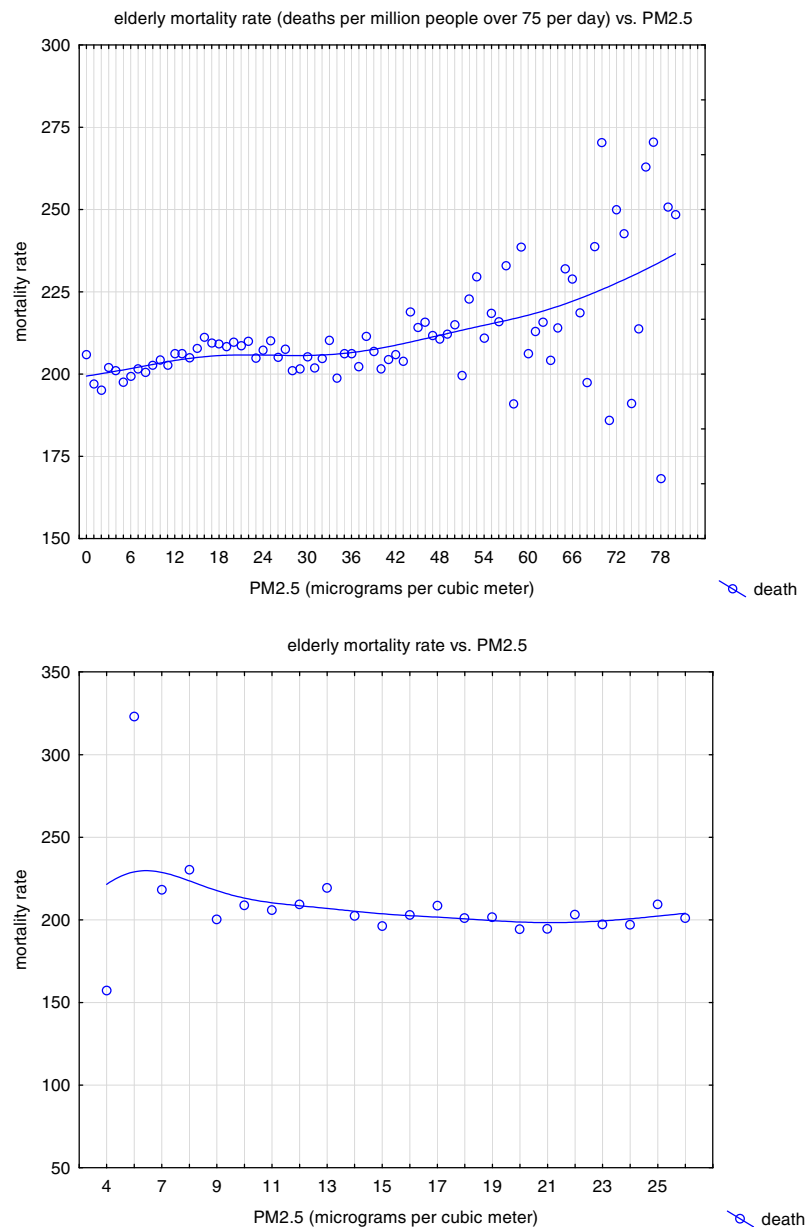 elderly mortality rate (deaths per million people over 75 per day) vs. PM2.5
300
275
250
225
200
175
150
mortality rate
0 6 12 18 24 30 36 42 48 54 60 66 72 78
PM2.5 (micrograms per cubic meter)
death
elderly mortality rate vs. PM2.5
350
300
250
200
150
100
50
mortality rate
4 7 9 11 13 15 17 19 21 23 25
PM2.5 (micrograms per cubic meter)
death